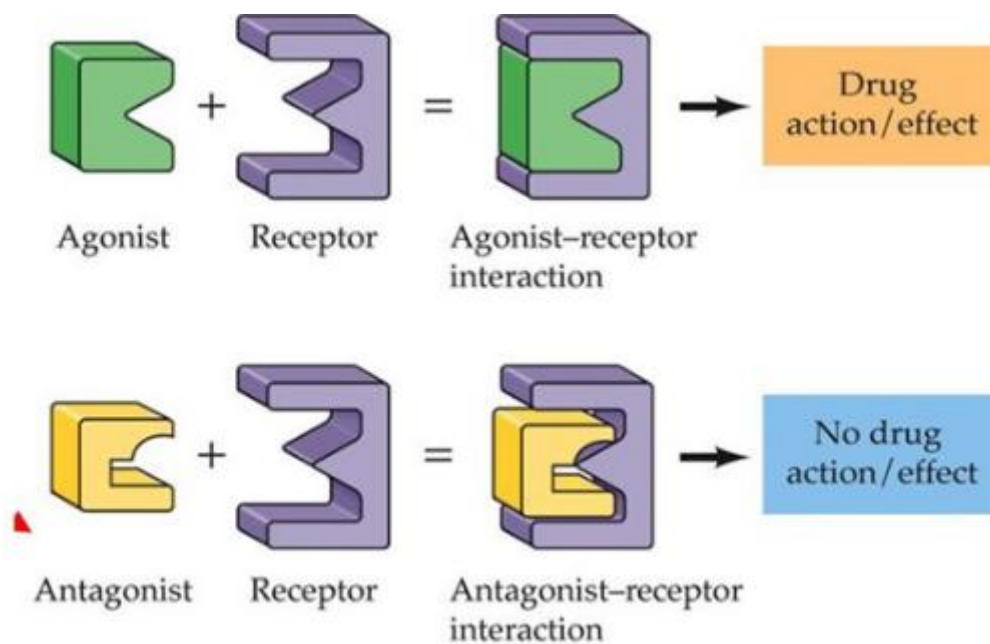 +
=
Drug
action/effect
Agonist
Receptor
Agonist–receptor
interaction
+
=
No drug
action/effect
Antagonist
Receptor
Antagonist–receptor
interaction